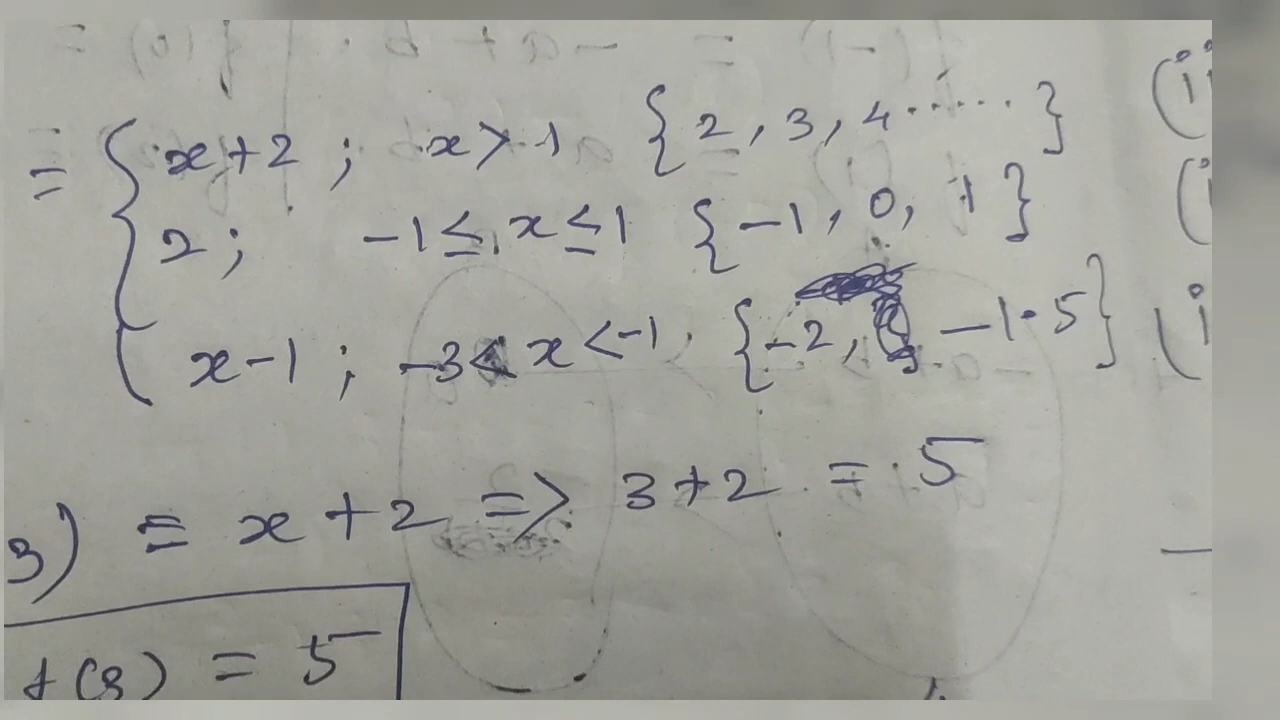 = { x+2 ; x > 1 {2, 3, 4 ......}
2 ; -1 ≤ x ≤ 1 {-1, 0, 1}
x-1 ; -3 < x < -1 {-2, -1.5}
3) = x+2 => 3+2 = 5
f(3) = 5